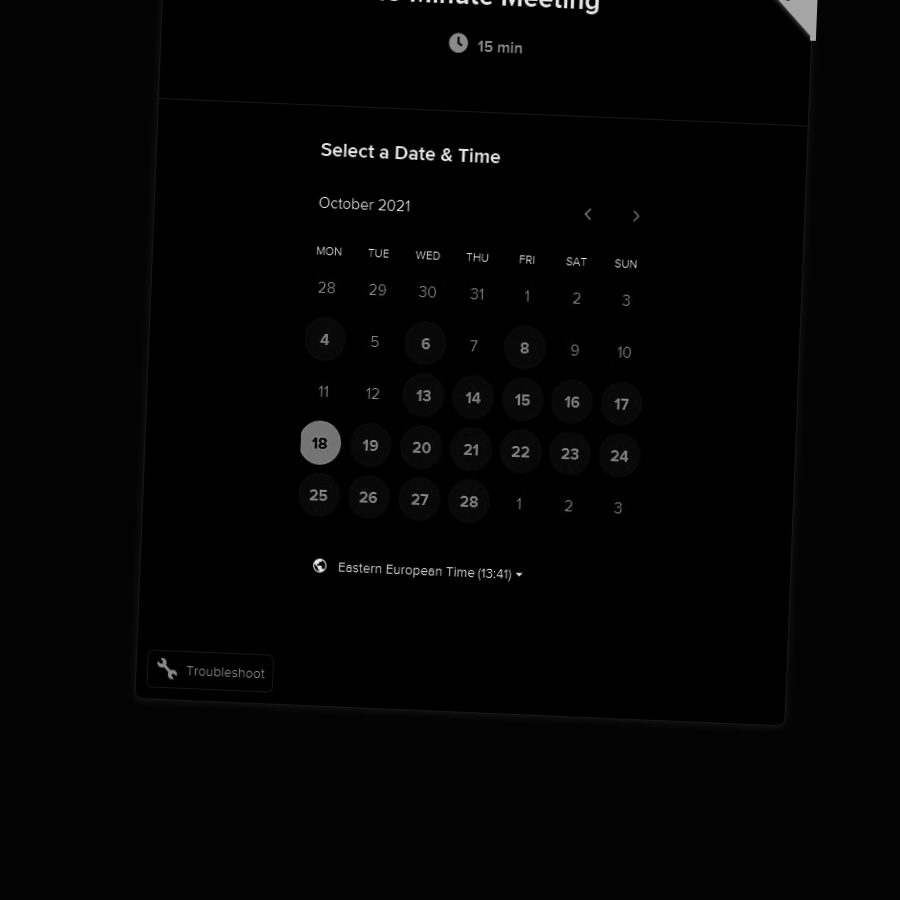 Minute Meeting
15 min
Select a Date & Time
October 2021
MON TUE WED THU FRI SAT SUN
28 29 30 31 1 2 3
4 5 6 7 8 9 10
11 12 13 14 15 16 17
18 19 20 21 22 23 24
25 26 27 28 1 2 3
Eastern European Time (13:41)
Troubleshoot